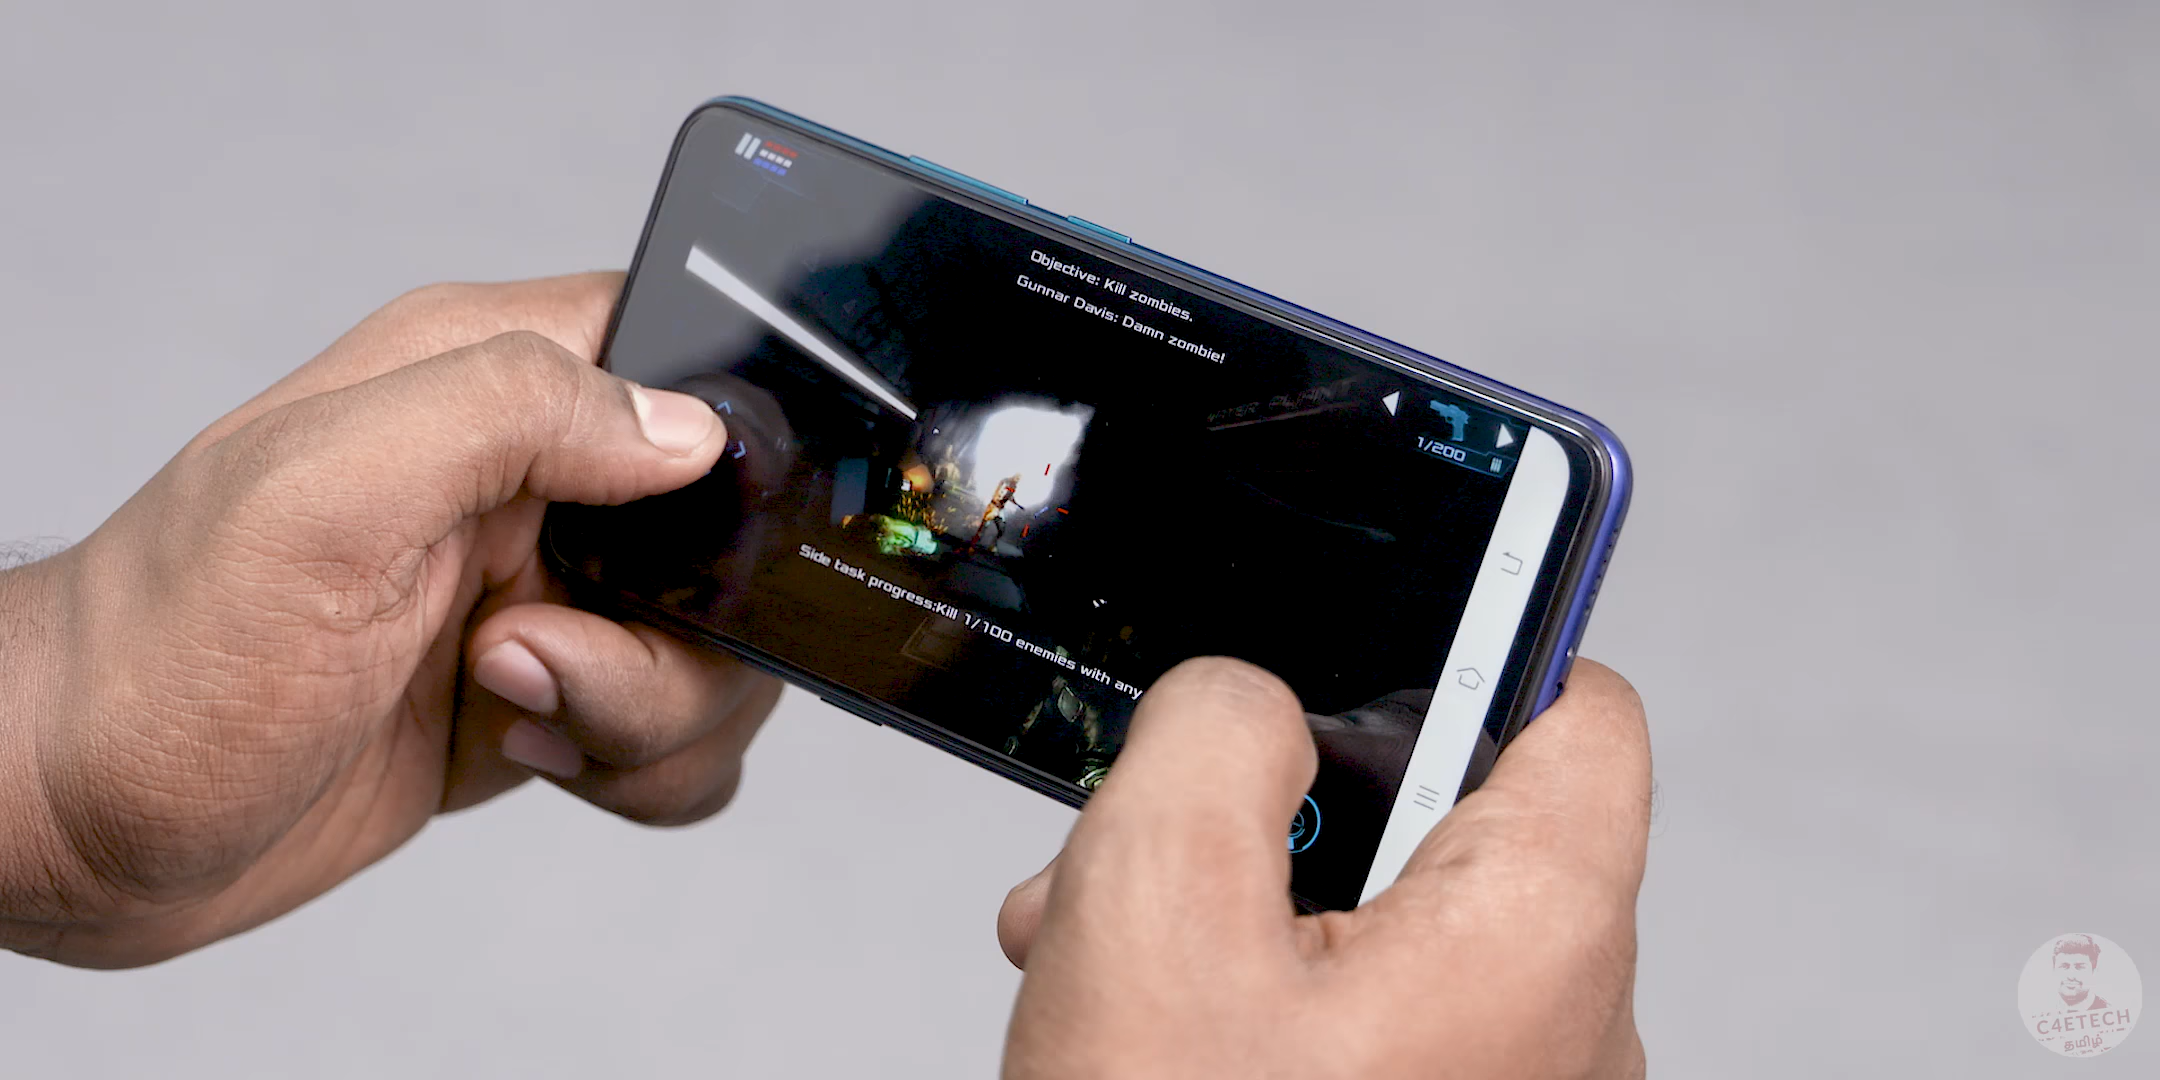 Objective: Kill zombies.
Gunnar Davis: Damn zombie!
1/200
Side task progress:Kill 1/100 enemies with any
C4ETECH
தமிழ்